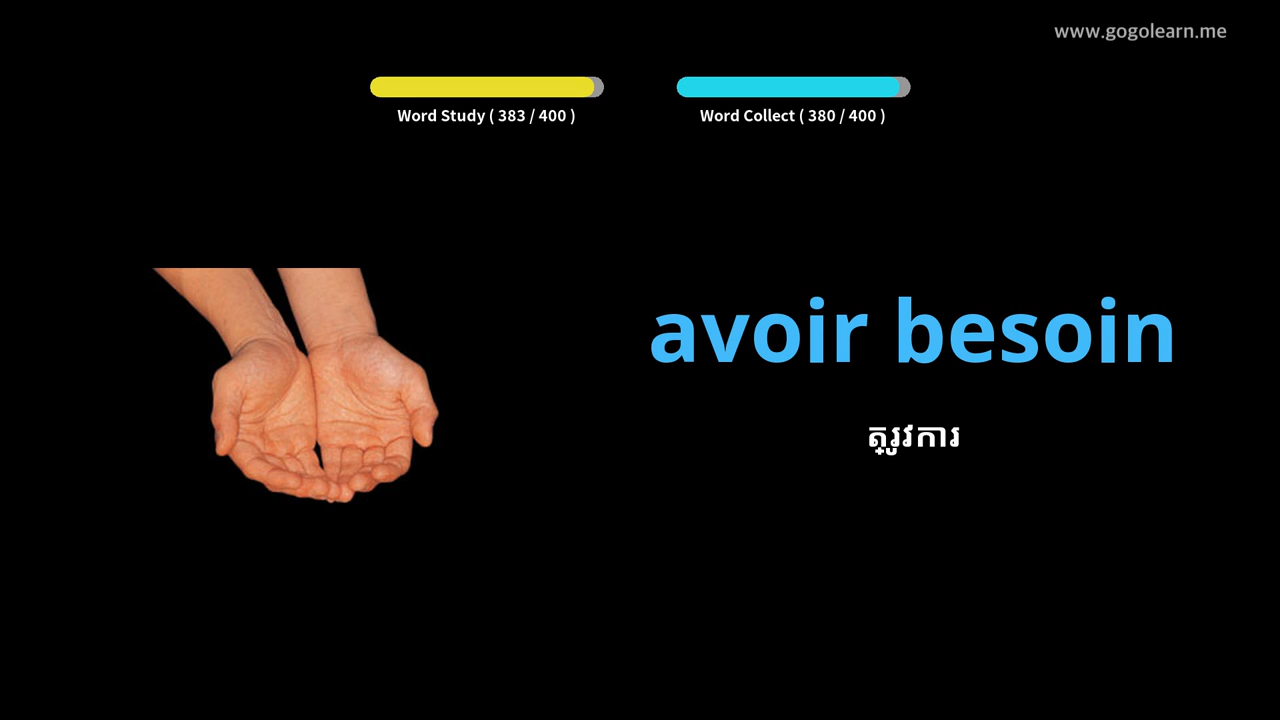 www.gogolearn.me
Word Study ( 383 / 400 )
Word Collect ( 380 / 400 )
avoir besoin
ត្រូវការ